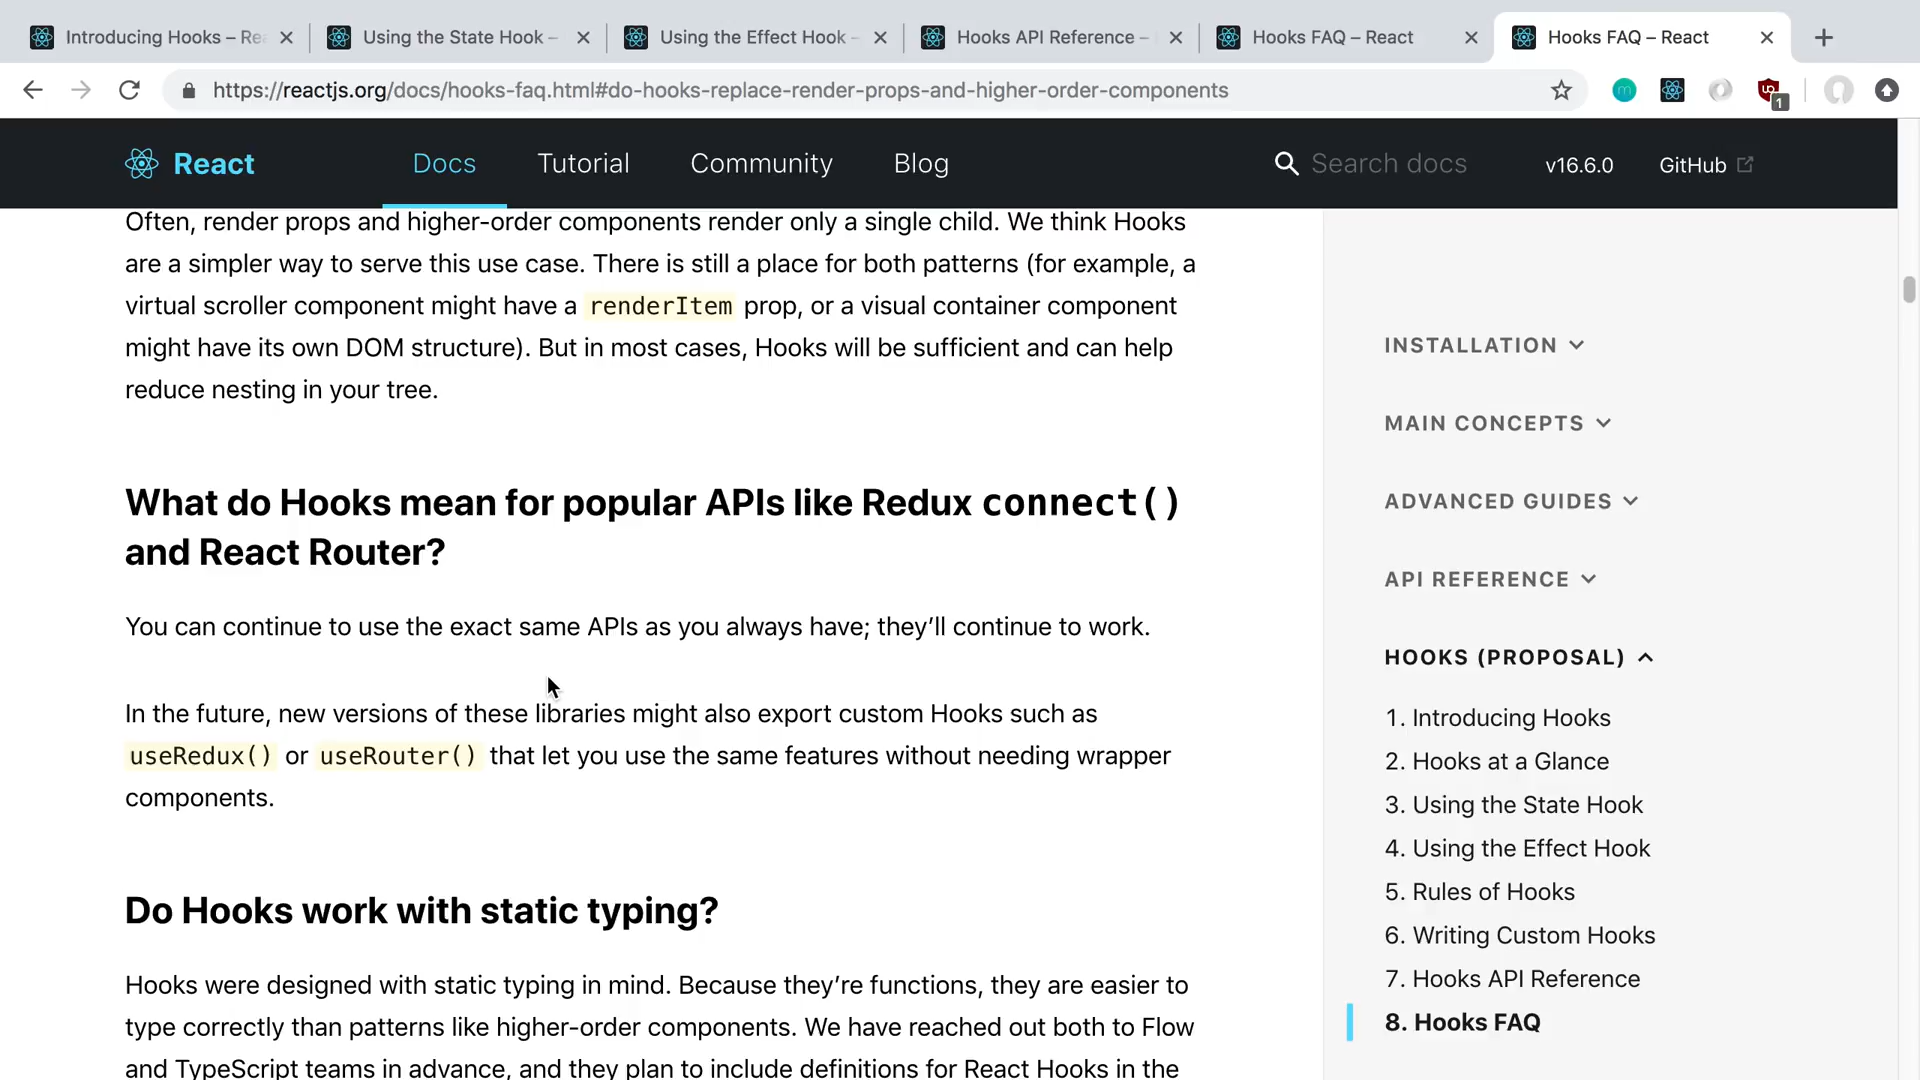 Introducing Hooks – Rea
Using the State Hook –
Using the Effect Hook –
Hooks API Reference –
Hooks FAQ – React
Hooks FAQ – React
https://reactjs.org/docs/hooks-faq.html#do-hooks-replace-render-props-and-higher-order-components
1
React
Docs
Tutorial
Community
Blog
Search docs
v16.6.0
GitHub
Often, render props and higher-order components render only a single child. We think Hooks
are a simpler way to serve this use case. There is still a place for both patterns (for example, a
virtual scroller component might have a renderItem prop, or a visual container component
might have its own DOM structure). But in most cases, Hooks will be sufficient and can help
reduce nesting in your tree.
What do Hooks mean for popular APIs like Redux connect()
and React Router?
You can continue to use the exact same APIs as you always have; they’ll continue to work.
In the future, new versions of these libraries might also export custom Hooks such as
useRedux() or useRouter() that let you use the same features without needing wrapper
components.
Do Hooks work with static typing?
Hooks were designed with static typing in mind. Because they’re functions, they are easier to
type correctly than patterns like higher-order components. We have reached out both to Flow
and TypeScript teams in advance, and they plan to include definitions for React Hooks in the
INSTALLATION
MAIN CONCEPTS
ADVANCED GUIDES
API REFERENCE
HOOKS (PROPOSAL)
1. Introducing Hooks
2. Hooks at a Glance
3. Using the State Hook
4. Using the Effect Hook
5. Rules of Hooks
6. Writing Custom Hooks
7. Hooks API Reference
8. Hooks FAQ